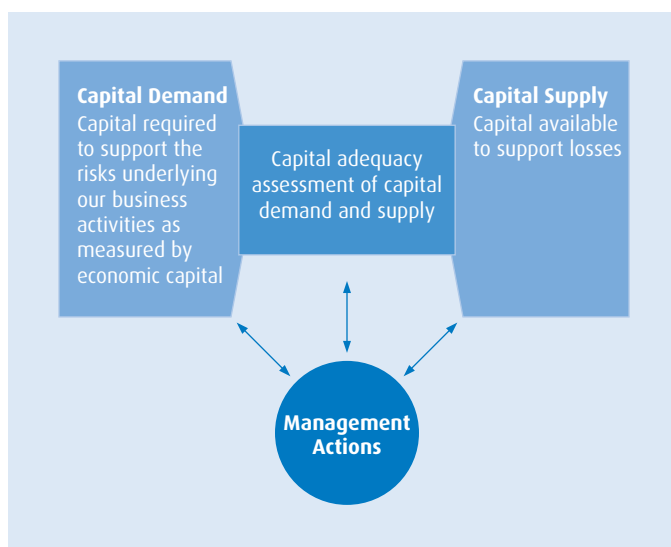 Capital Demand
Capital required
to support the
risks underlying
our business
activities as
measured by
economic capital
Capital adequacy
assessment of capital
demand and supply
Capital Supply
Capital available
to support losses
Management
Actions